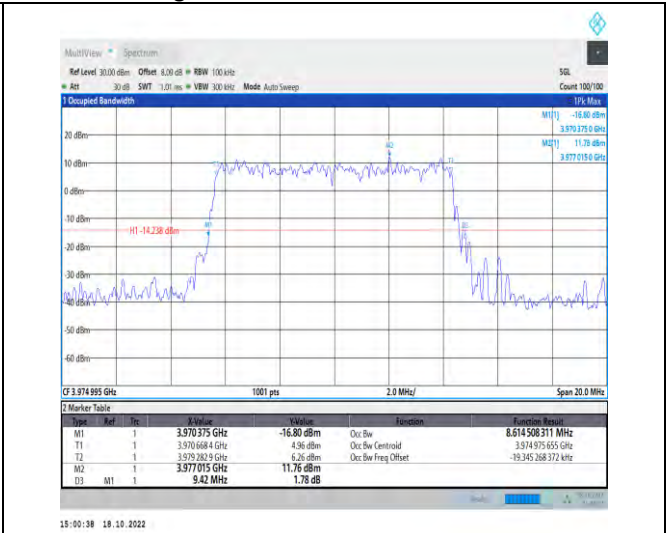 MultiView Spectrum
Ref Level 30.00 dBm Offset 8.09 dB RBW 100 kHz SGL
Att 30 dB SWT 1.01 ms VBW 300 kHz Mode Auto Sweep Count 100/100
1 Occupied Bandwidth 1Pk Max
M1[1] -16.80 dBm
3.970 375 0 GHz
M2[1] 11.78 dBm
3.977 015 0 GHz
20 dBm
M2
10 dBm
0 dBm
-10 dBm
M1
H1 -14.238 dBm
-20 dBm
-30 dBm
-40 dBm
-50 dBm
-60 dBm
CF 3.974 995 GHz 1001 pts 2.0 MHz/ Span 20.0 MHz
2 Marker Table
Type Ref Trc X-Value Y-Value Function Function Result
M1 1 3.970375 GHz -16.80 dBm Occ Bw 8.614 508 311 MHz
T1 1 3.970 668 4 GHz 4.96 dBm Occ Bw Centroid 3.974 975 655 GHz
T2 1 3.979 282 9 GHz 6.26 dBm Occ Bw Freq Offset -19.345 268 372 kHz
M2 1 3.977015 GHz 11.76 dBm
D3 M1 1 9.42 MHz 1.78 dB
15:00:38 18.10.2022